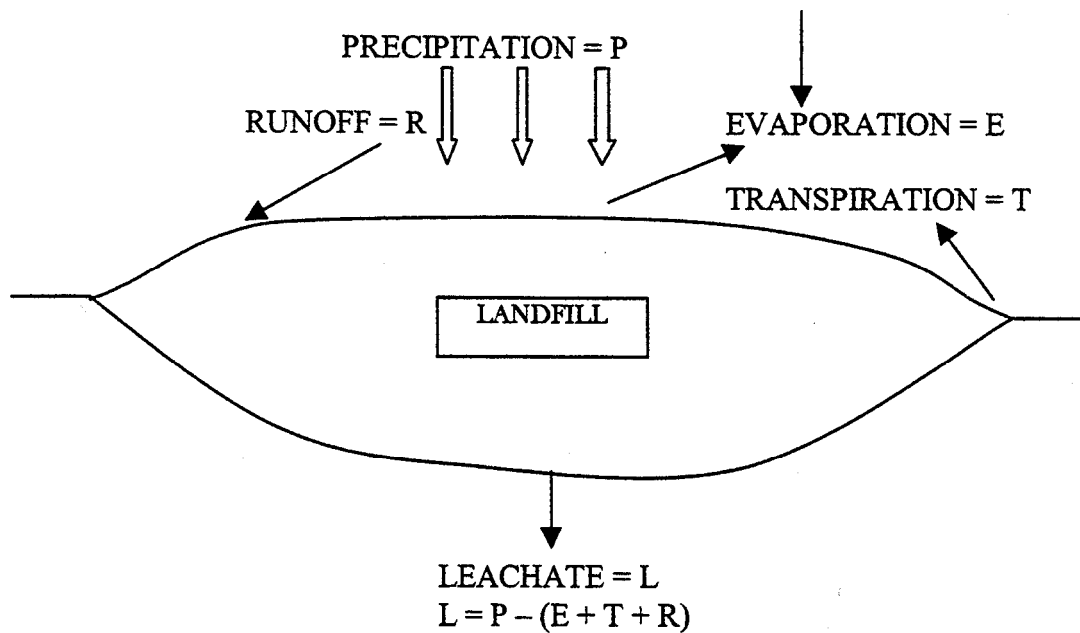 PRECIPITATION = P
RUNOFF = R
EVAPORATION = E
TRANSPIRATION = T
LANDFILL
LEACHATE = L
L = P – (E + T + R)